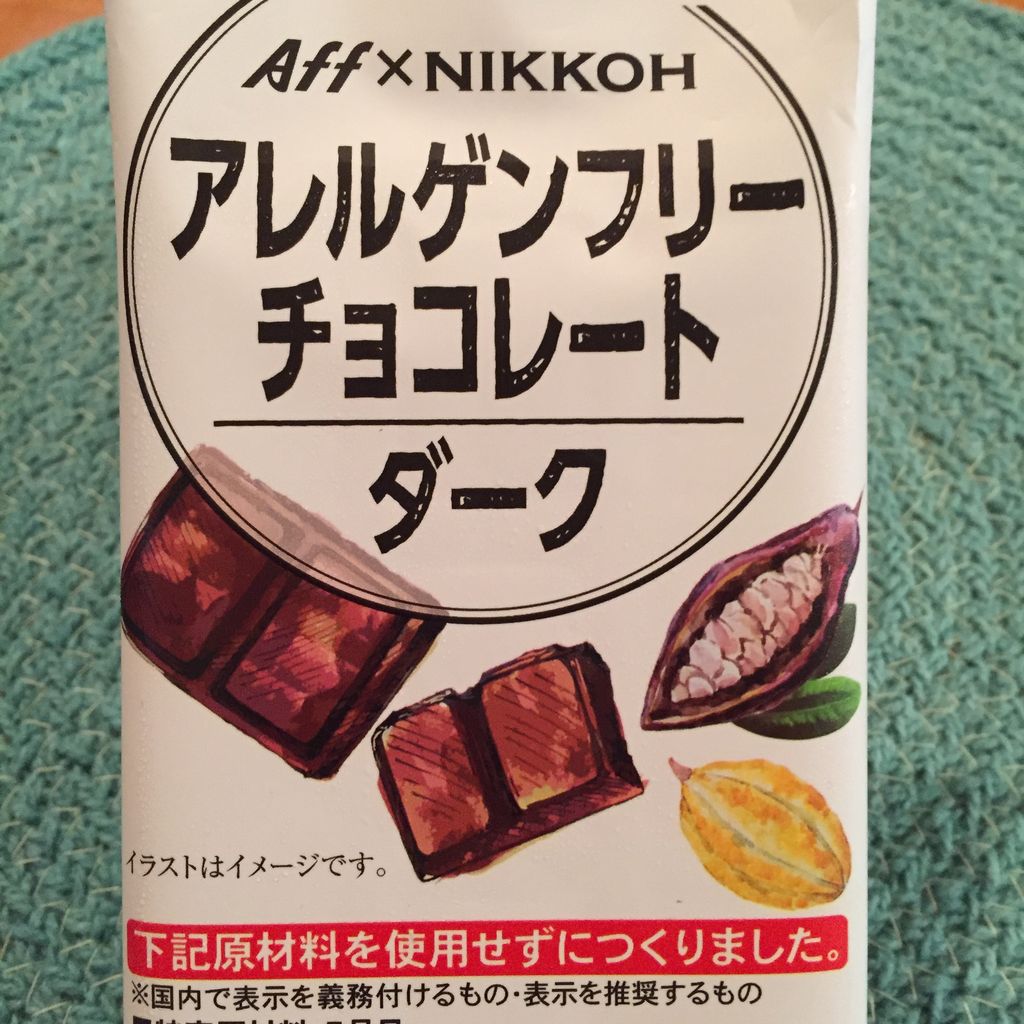 Aff×NIKKOH
アレルゲンフリー
チョコレート
ダーク
イラストはイメージです。
下記原材料を使用せずにつくりました。
※国内で表示を義務付けるもの・表示を推奨するもの